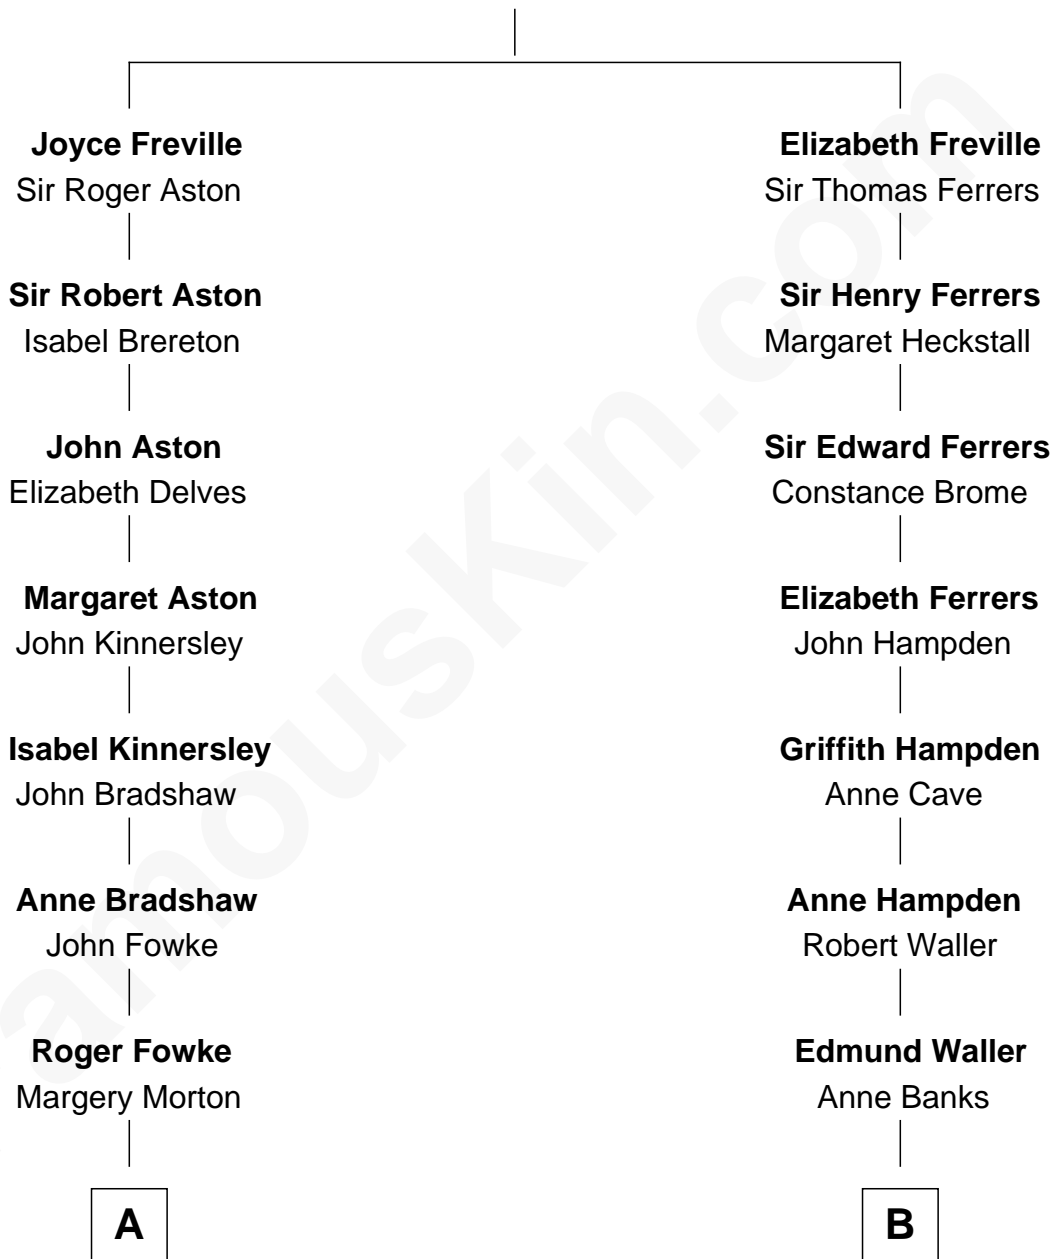 Joyce Freville
Sir Roger Aston
Sir Robert Aston
Isabel Brereton
John Aston
Elizabeth Delves
Margaret Aston
John Kinnersley
Isabel Kinnersley
John Bradshaw
Anne Bradshaw
John Fowke
Roger Fowke
Margery Morton
A
Elizabeth Freville
Sir Thomas Ferrers
Sir Henry Ferrers
Margaret Heckstall
Sir Edward Ferrers
Constance Brome
Elizabeth Ferrers
John Hampden
Griffith Hampden
Anne Cave
Anne Hampden
Robert Waller
Edmund Waller
Anne Banks
B
amousKin.com